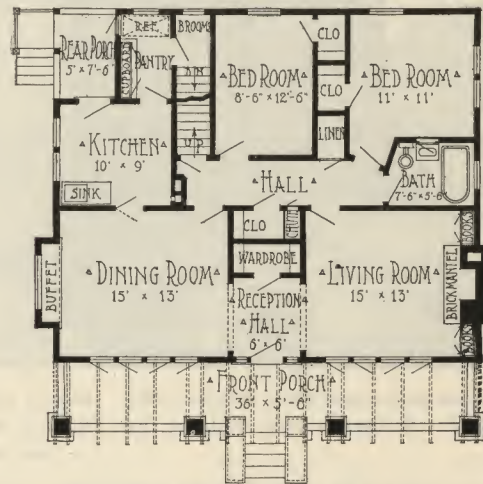 REF.
BROOMS
CLO
REAR PORCH
5' × 7'-6"
CUPBOARD
PANTRY
DN
BED ROOM
8'-6" × 12'-6"
CLO
BED ROOM
11' × 11'
KITCHEN
10' × 9'
UP
LINEN
SINK
HALL
BATH
7'-6" × 5'-6"
CLO
CHUTE
BOOKS
WARDROBE
BUFFET
DINING ROOM
15' × 13'
RECEPTION
HALL
6' × 6'
LIVING ROOM
15' × 13'
BRICK MANTEL
BOOKS
FRONT PORCH
36' × 5'-6"